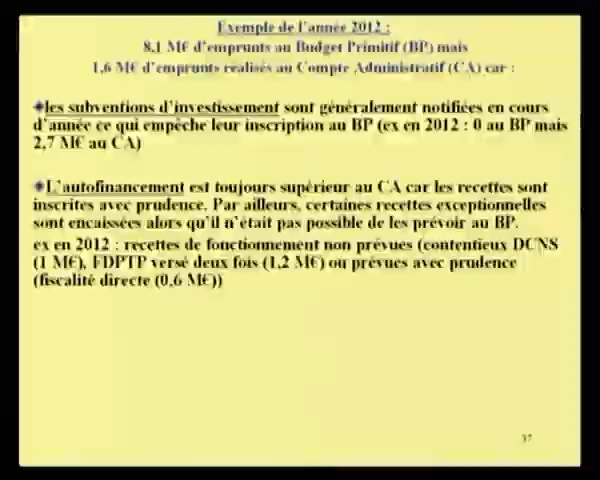 Exemple de l'année 2012 :
8,1 M€ d'emprunts au Budget Primitif (BP) mais
1,6 M€ d'emprunts réalisés au Compte Administratif (CA) car :
les subventions d'investissement sont généralement notifiées en cours
d'année ce qui empêche leur inscription au BP (ex en 2012 : 0 au BP mais
2,7 M€ au CA)
L'autofinancement est toujours supérieur au CA car les recettes sont
inscrites avec prudence. Par ailleurs, certaines recettes exceptionnelles
sont encaissées alors qu'il n'était pas possible de les prévoir au BP.
ex en 2012 : recettes de fonctionnement non prévues (contentieux DCNS
(1 M€), FDPTP versé deux fois (1,2 M€) ou prévues avec prudence
(fiscalité directe (0,6 M€))
37